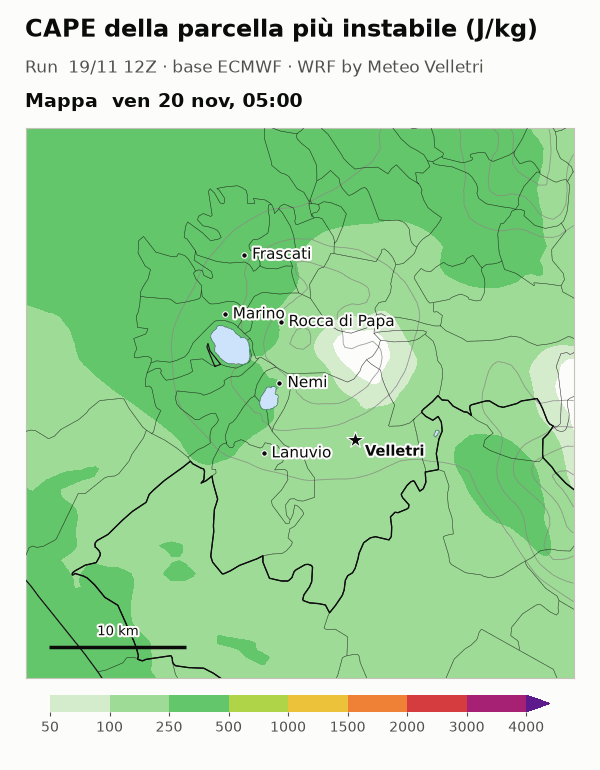 CAPE della parcella più instabile (J/kg)
Run  19/11 12Z · base ECMWF · WRF by Meteo Velletri
Mappa  ven 20 nov, 05:00
Frascati
Marino
Rocca di Papa
Nemi
Velletri
Lanuvio
10 km
50 100 250 500 1000 1500 2000 3000 4000